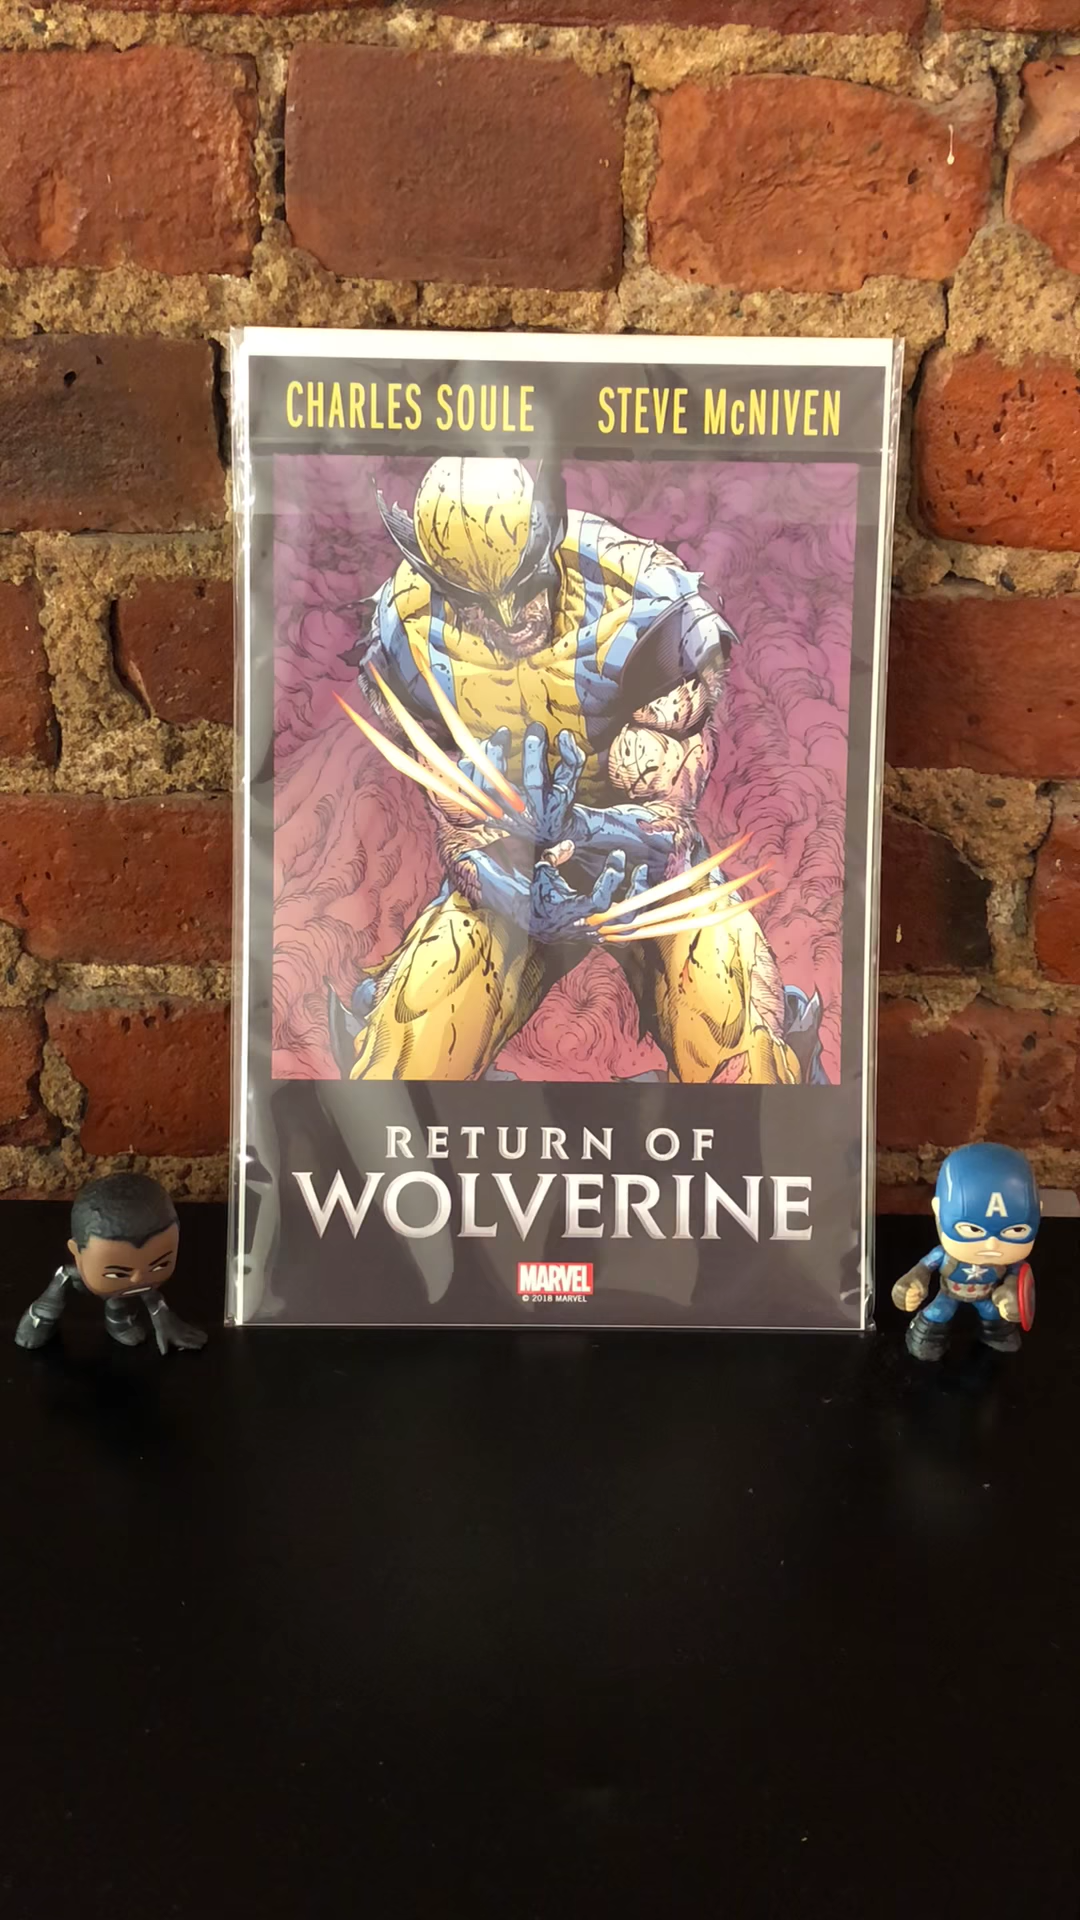 CHARLES SOULE STEVE McNIVEN
RETURN OF
WOLVERINE
MARVEL
© 2018 MARVEL
A